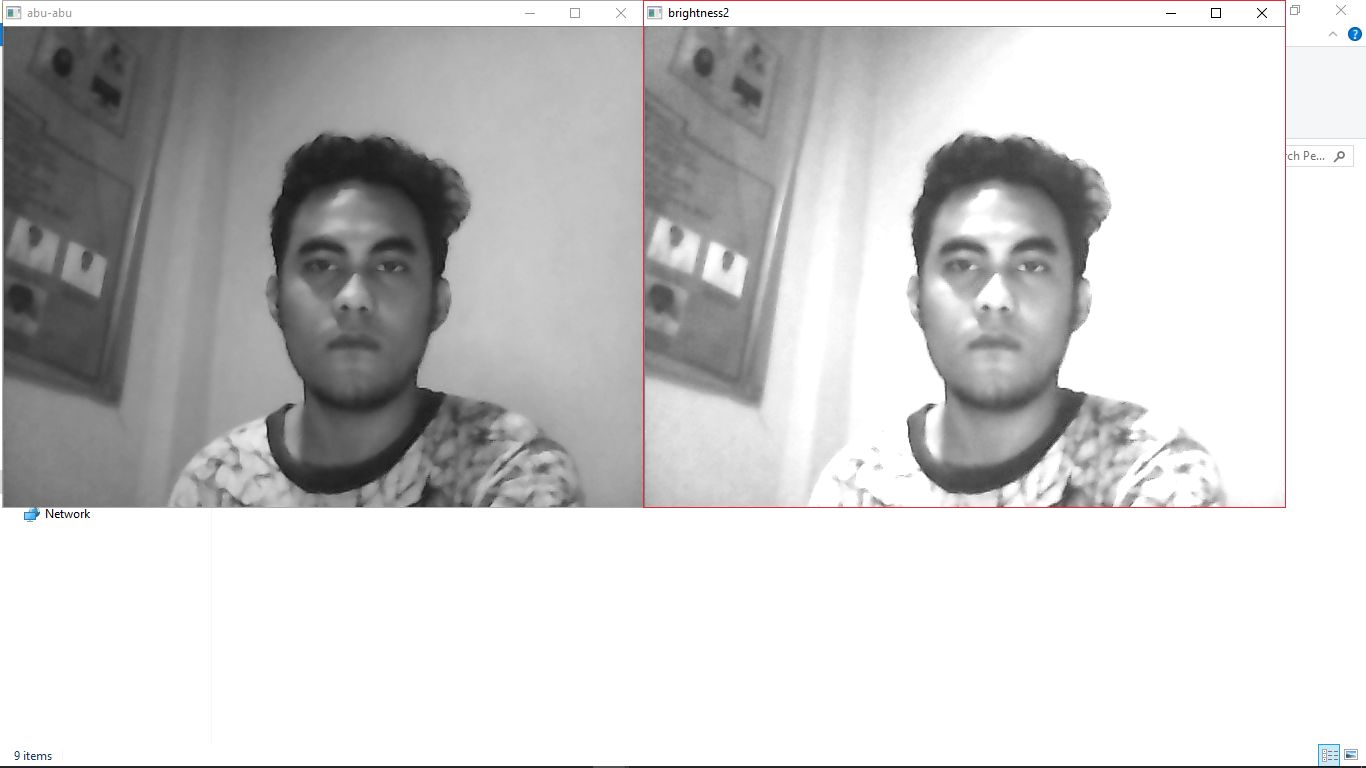 abu-abu
brightness2
rch Pe...
Network
9 items